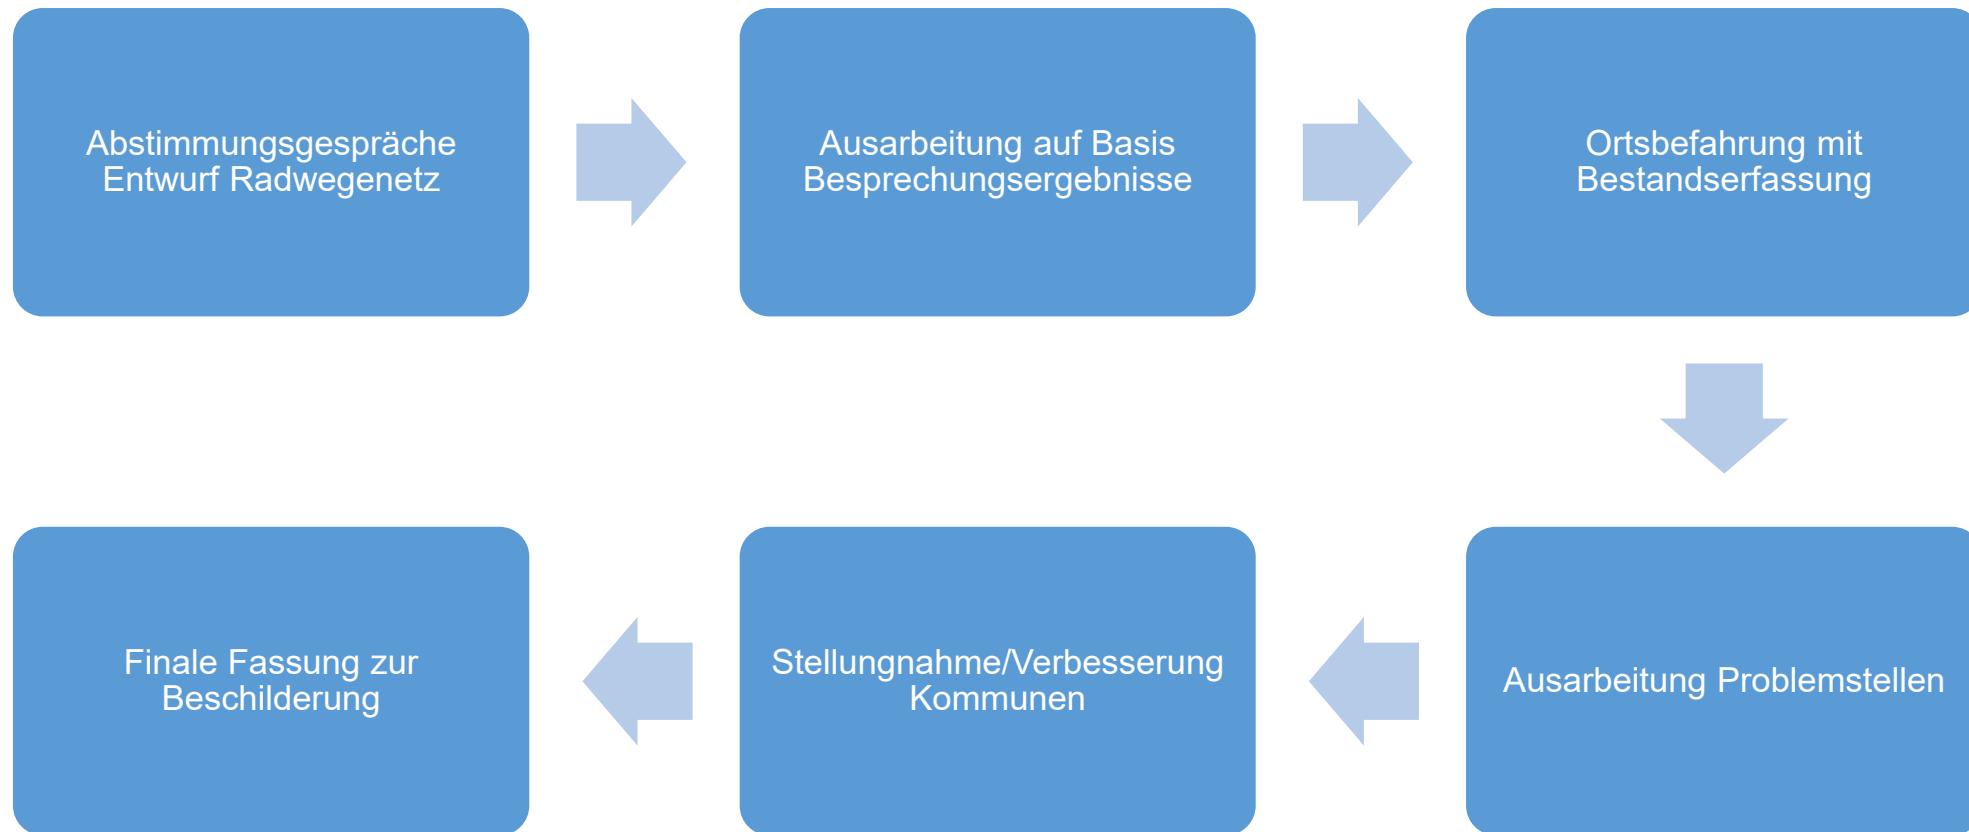 Abstimmungsgespräche
Entwurf Radwegenetz
Ausarbeitung auf Basis
Besprechungsergebnisse
Ortsbefahrung mit
Bestandserfassung
Ausarbeitung Problemstellen
Stellungnahme/Verbesserung
Kommunen
Finale Fassung zur
Beschilderung